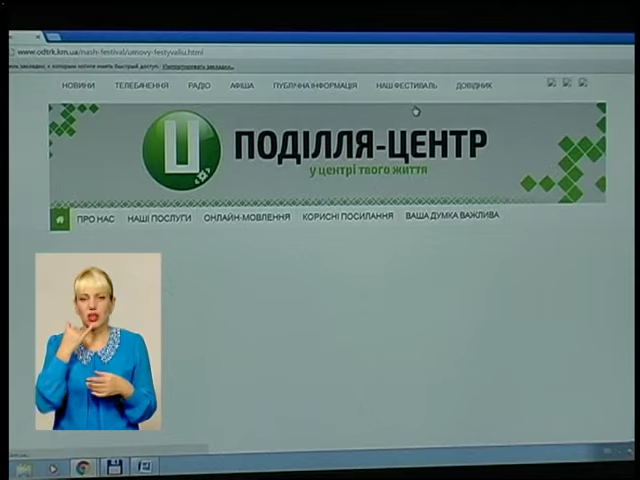 www.odtrk.km.ua/nash-festival/umovy-festyvaliu.html
НОВИНИ ТЕЛЕБАЧЕННЯ РАДІО АФІША ПУБЛІЧНА ІНФОРМАЦІЯ НАШ ФЕСТИВАЛЬ ДОВІДНИК
Ц
ПОДІЛЛЯ-ЦЕНТР
у центрі твого життя
ПРО НАС НАШІ ПОСЛУГИ ОНЛАЙН-МОВЛЕННЯ КОРИСНІ ПОСИЛАННЯ ВАША ДУМКА ВАЖЛИВА